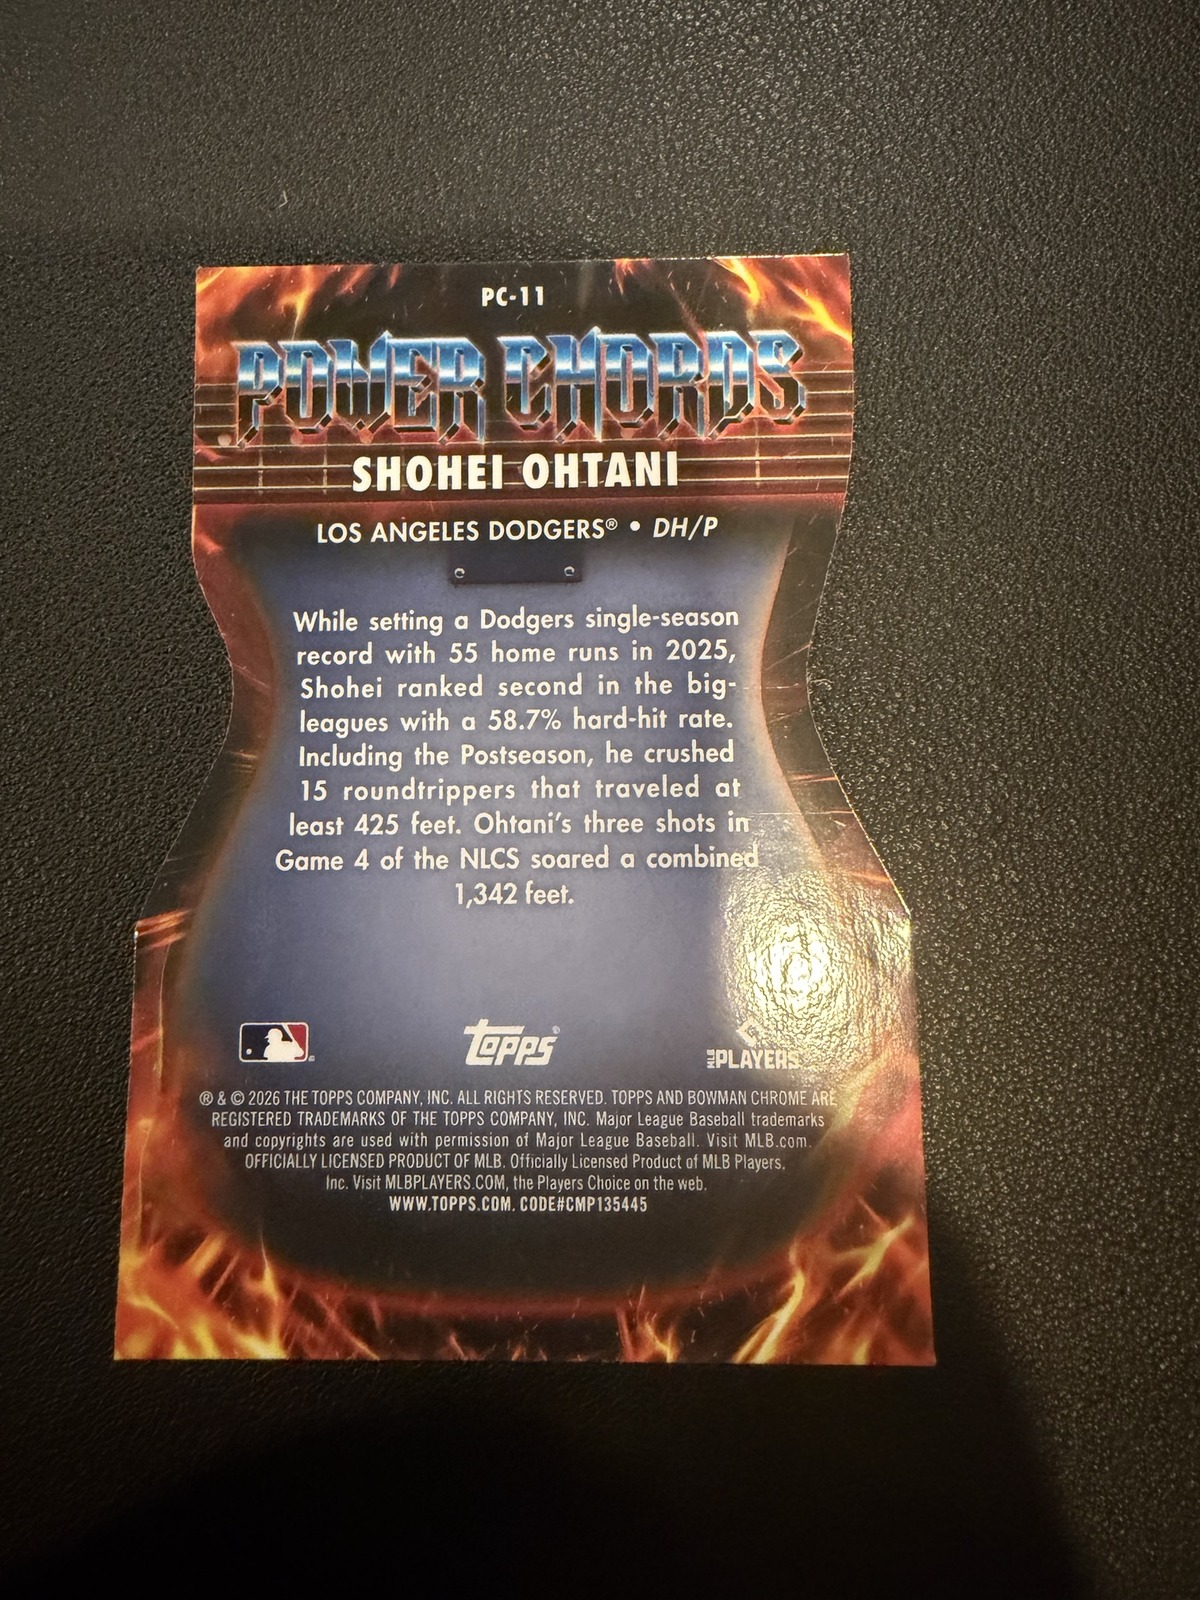 PC-11
POWER CHORDS
SHOHEI OHTANI
LOS ANGELES DODGERS® • DH/P
While setting a Dodgers single-season
record with 55 home runs in 2025,
Shohei ranked second in the big-
leagues with a 58.7% hard-hit rate.
Including the Postseason, he crushed
15 roundtrippers that traveled at
least 425 feet. Ohtani's three shots in
Game 4 of the NLCS soared a combined
1,342 feet.
Topps®
MLB PLAYERS
® & © 2026 THE TOPPS COMPANY, INC. ALL RIGHTS RESERVED. TOPPS AND BOWMAN CHROME ARE
REGISTERED TRADEMARKS OF THE TOPPS COMPANY, INC. Major League Baseball trademarks
and copyrights are used with permission of Major League Baseball. Visit MLB.com.
OFFICIALLY LICENSED PRODUCT OF MLB. Officially Licensed Product of MLB Players,
Inc. Visit MLBPLAYERS.COM, the Players Choice on the web.
WWW.TOPPS.COM. CODE#CMP135445